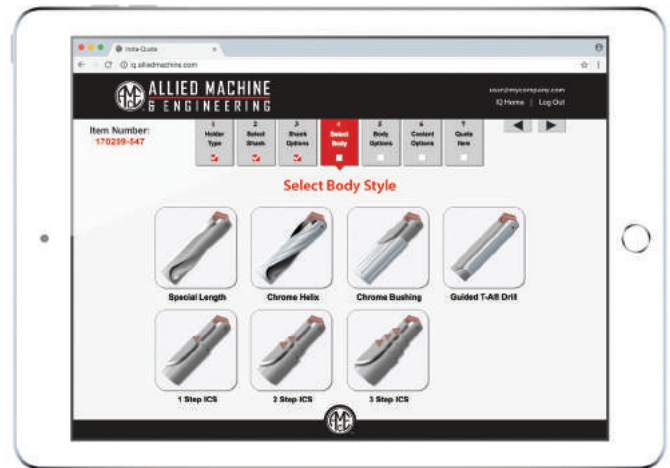 Insta-Quote
iq.alliedmachine.com
ALLIED MACHINE
& ENGINEERING
user@mycompany.com
IQ Home | Log Out
Item Number:
170209-547
1 Holder Type
2 Select Shank
3 Shank Options
4 Select Body
5 Body Options
6 Coolant Options
7 Quote Item
Select Body Style
Special Length
Chrome Helix
Chrome Bushing
Guided T-A® Drill
1 Step ICS
2 Step ICS
3 Step ICS